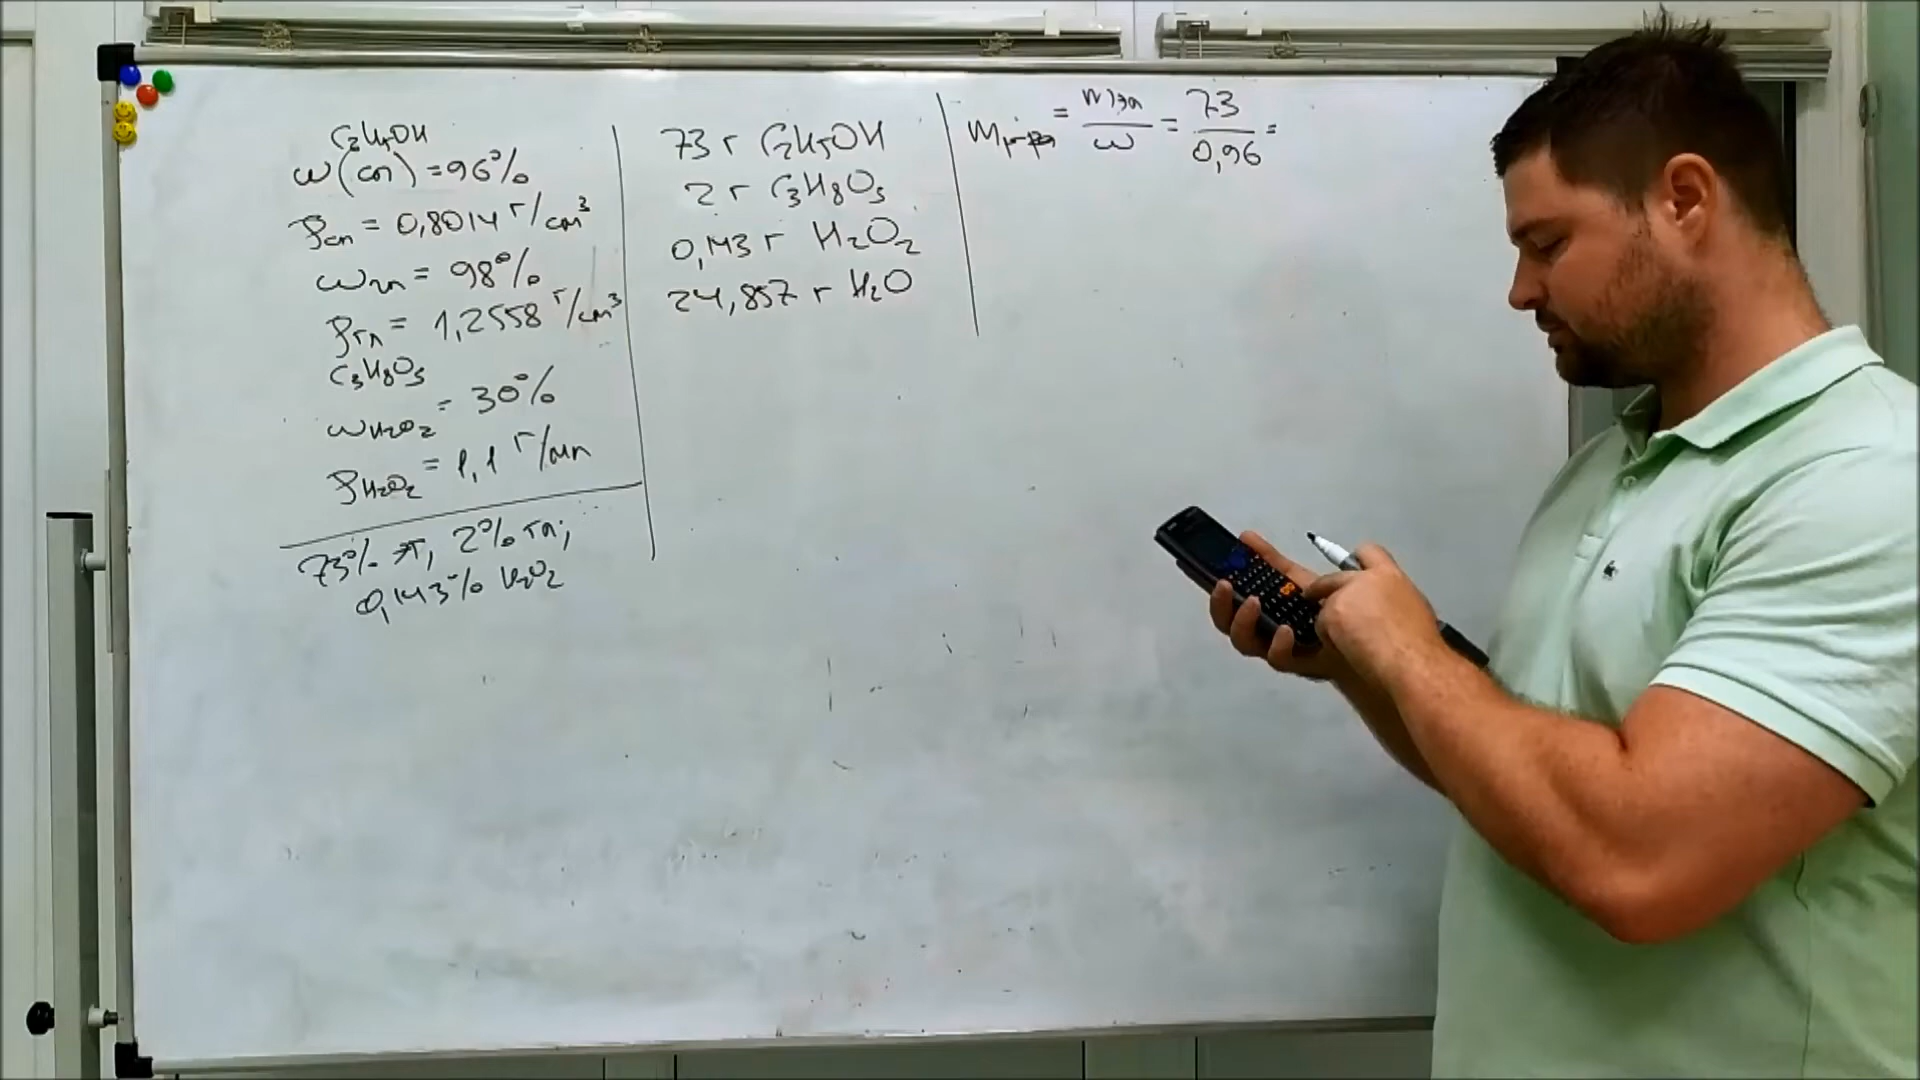 C₂H₅OH
ω(сп) = 96%
ρсп = 0,8014 г/см³
ωгл = 98%
ρгл = 1,2558 г/см³
C₃H₈O₃
ωH₂O₂ = 30%
ρH₂O₂ = 1,1 г/мл
73% эт, 2% гл;
0,143% H₂O₂
73 г C₂H₅OH
2 г C₃H₈O₃
0,143 г H₂O₂
24,857 г H₂O
mр-ра = m эт / ω = 73 / 0,96 =